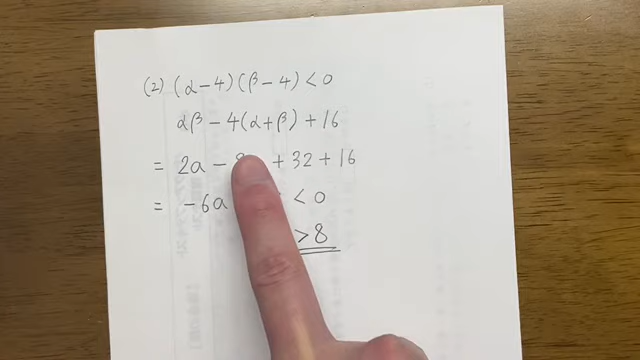 (2) (α-4)(β-4)<0
αβ-4(α+β)+16
= 2a- +32+16
= -6a <0
>8